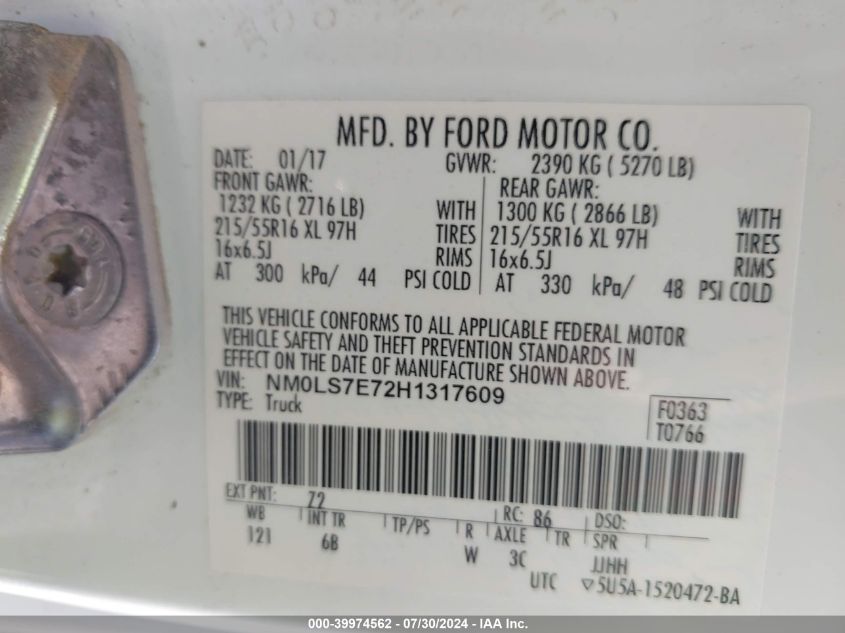 MFD. BY FORD MOTOR CO.
DATE: 01/17 GVWR: 2390 KG ( 5270 LB)
FRONT GAWR: REAR GAWR:
1232 KG ( 2716 LB) WITH 1300 KG ( 2866 LB) WITH
215/55R16 XL 97H TIRES 215/55R16 XL 97H TIRES
16x6.5J RIMS 16x6.5J RIMS
AT 300 kPa/ 44 PSI COLD AT 330 kPa/ 48 PSI COLD
THIS VEHICLE CONFORMS TO ALL APPLICABLE FEDERAL MOTOR
VEHICLE SAFETY AND THEFT PREVENTION STANDARDS IN
EFFECT ON THE DATE OF MANUFACTURE SHOWN ABOVE.
VIN: NM0LS7E72H1317609
TYPE: Truck
F0363
T0766
EXT PNT: 72 RC: 86 DSO:
WB INT TR TP/PS R AXLE TR SPR
121 6B W 3C JJHH
UTC ▽5U5A-1520472-BA
000-39974562 - 07/30/2024 - IAA Inc.